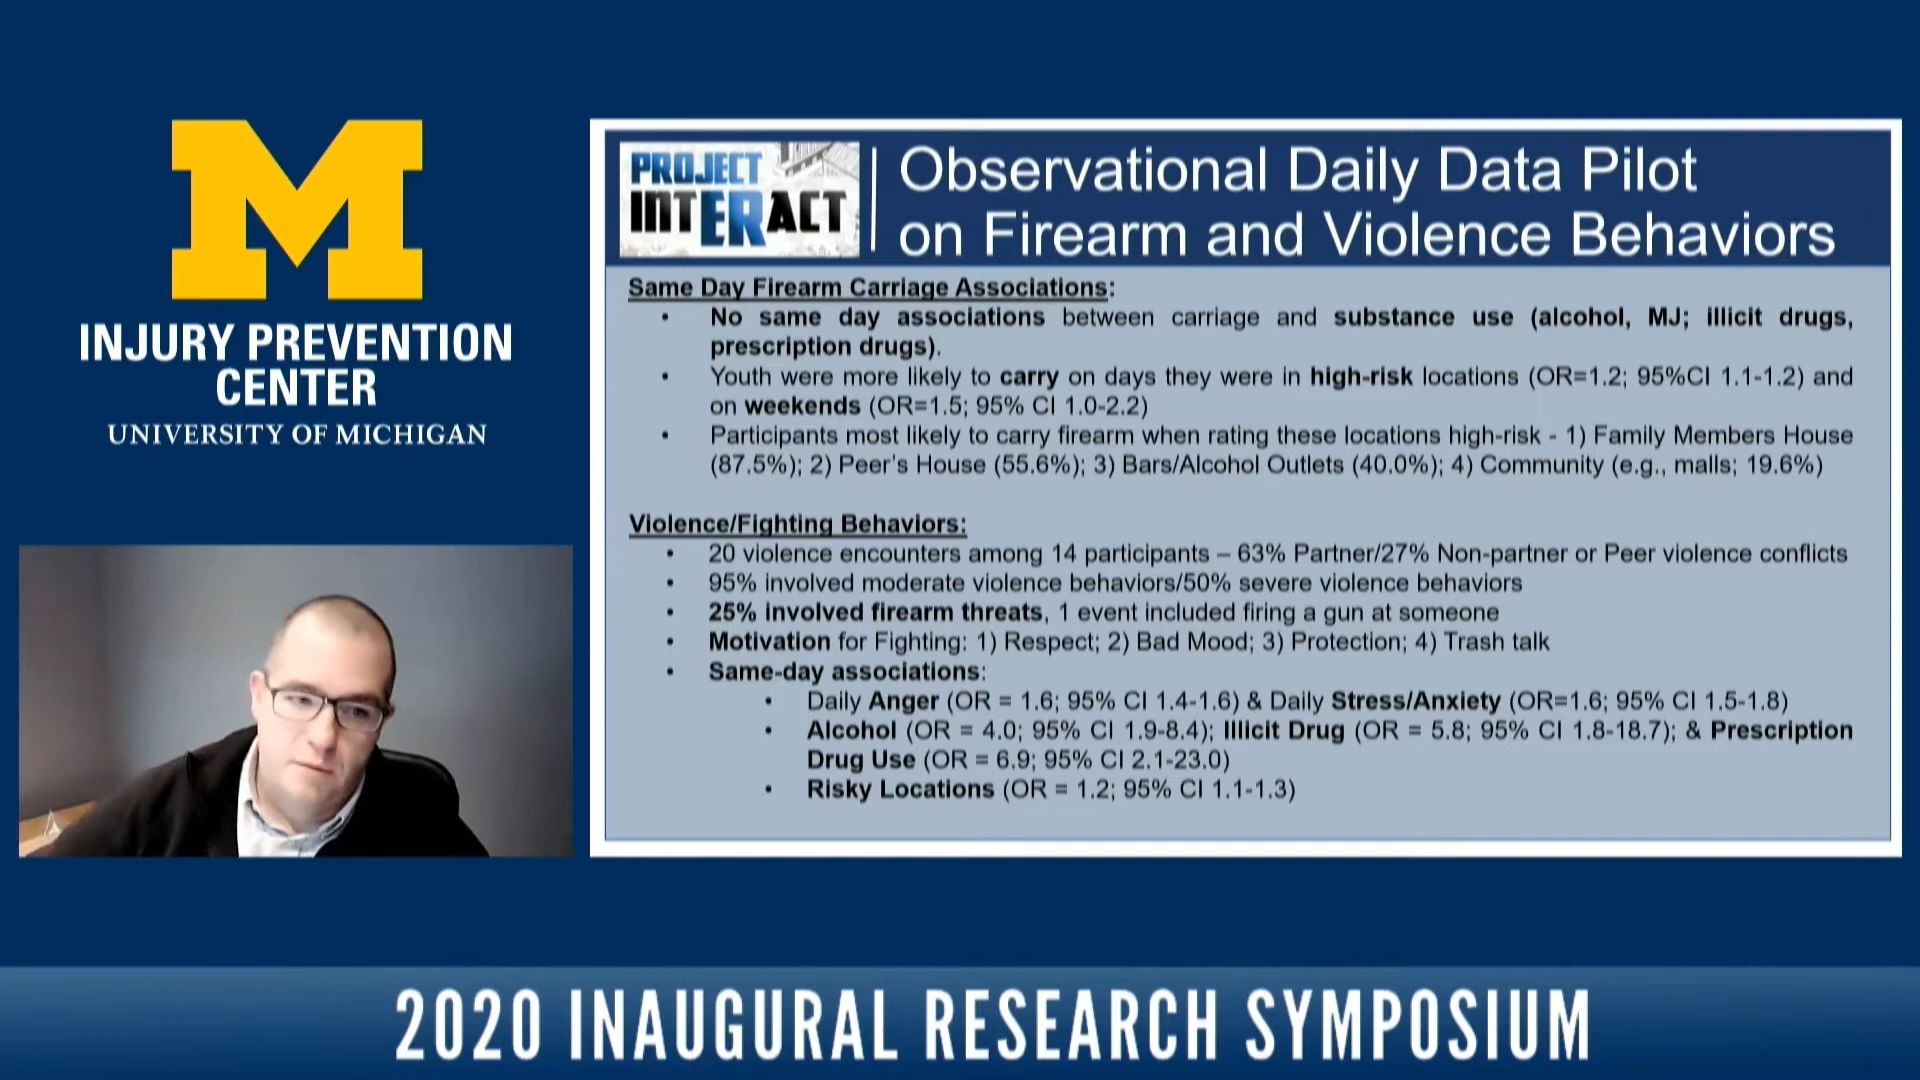 M
INJURY PREVENTION
CENTER
UNIVERSITY OF MICHIGAN
PROJECT
INTERACT
Observational Daily Data Pilot
on Firearm and Violence Behaviors
Same Day Firearm Carriage Associations:
• No same day associations between carriage and substance use (alcohol, MJ; illicit drugs,
prescription drugs).
• Youth were more likely to carry on days they were in high-risk locations (OR=1.2; 95%CI 1.1-1.2) and
on weekends (OR=1.5; 95% CI 1.0-2.2)
• Participants most likely to carry firearm when rating these locations high-risk - 1) Family Members House
(87.5%); 2) Peer's House (55.6%); 3) Bars/Alcohol Outlets (40.0%); 4) Community (e.g., malls; 19.6%)
Violence/Fighting Behaviors:
• 20 violence encounters among 14 participants – 63% Partner/27% Non-partner or Peer violence conflicts
• 95% involved moderate violence behaviors/50% severe violence behaviors
• 25% involved firearm threats, 1 event included firing a gun at someone
• Motivation for Fighting: 1) Respect; 2) Bad Mood; 3) Protection; 4) Trash talk
• Same-day associations:
• Daily Anger (OR = 1.6; 95% CI 1.4-1.6) & Daily Stress/Anxiety (OR=1.6; 95% CI 1.5-1.8)
• Alcohol (OR = 4.0; 95% CI 1.9-8.4); Illicit Drug (OR = 5.8; 95% CI 1.8-18.7); & Prescription
Drug Use (OR = 6.9; 95% CI 2.1-23.0)
• Risky Locations (OR = 1.2; 95% CI 1.1-1.3)
2020 INAUGURAL RESEARCH SYMPOSIUM